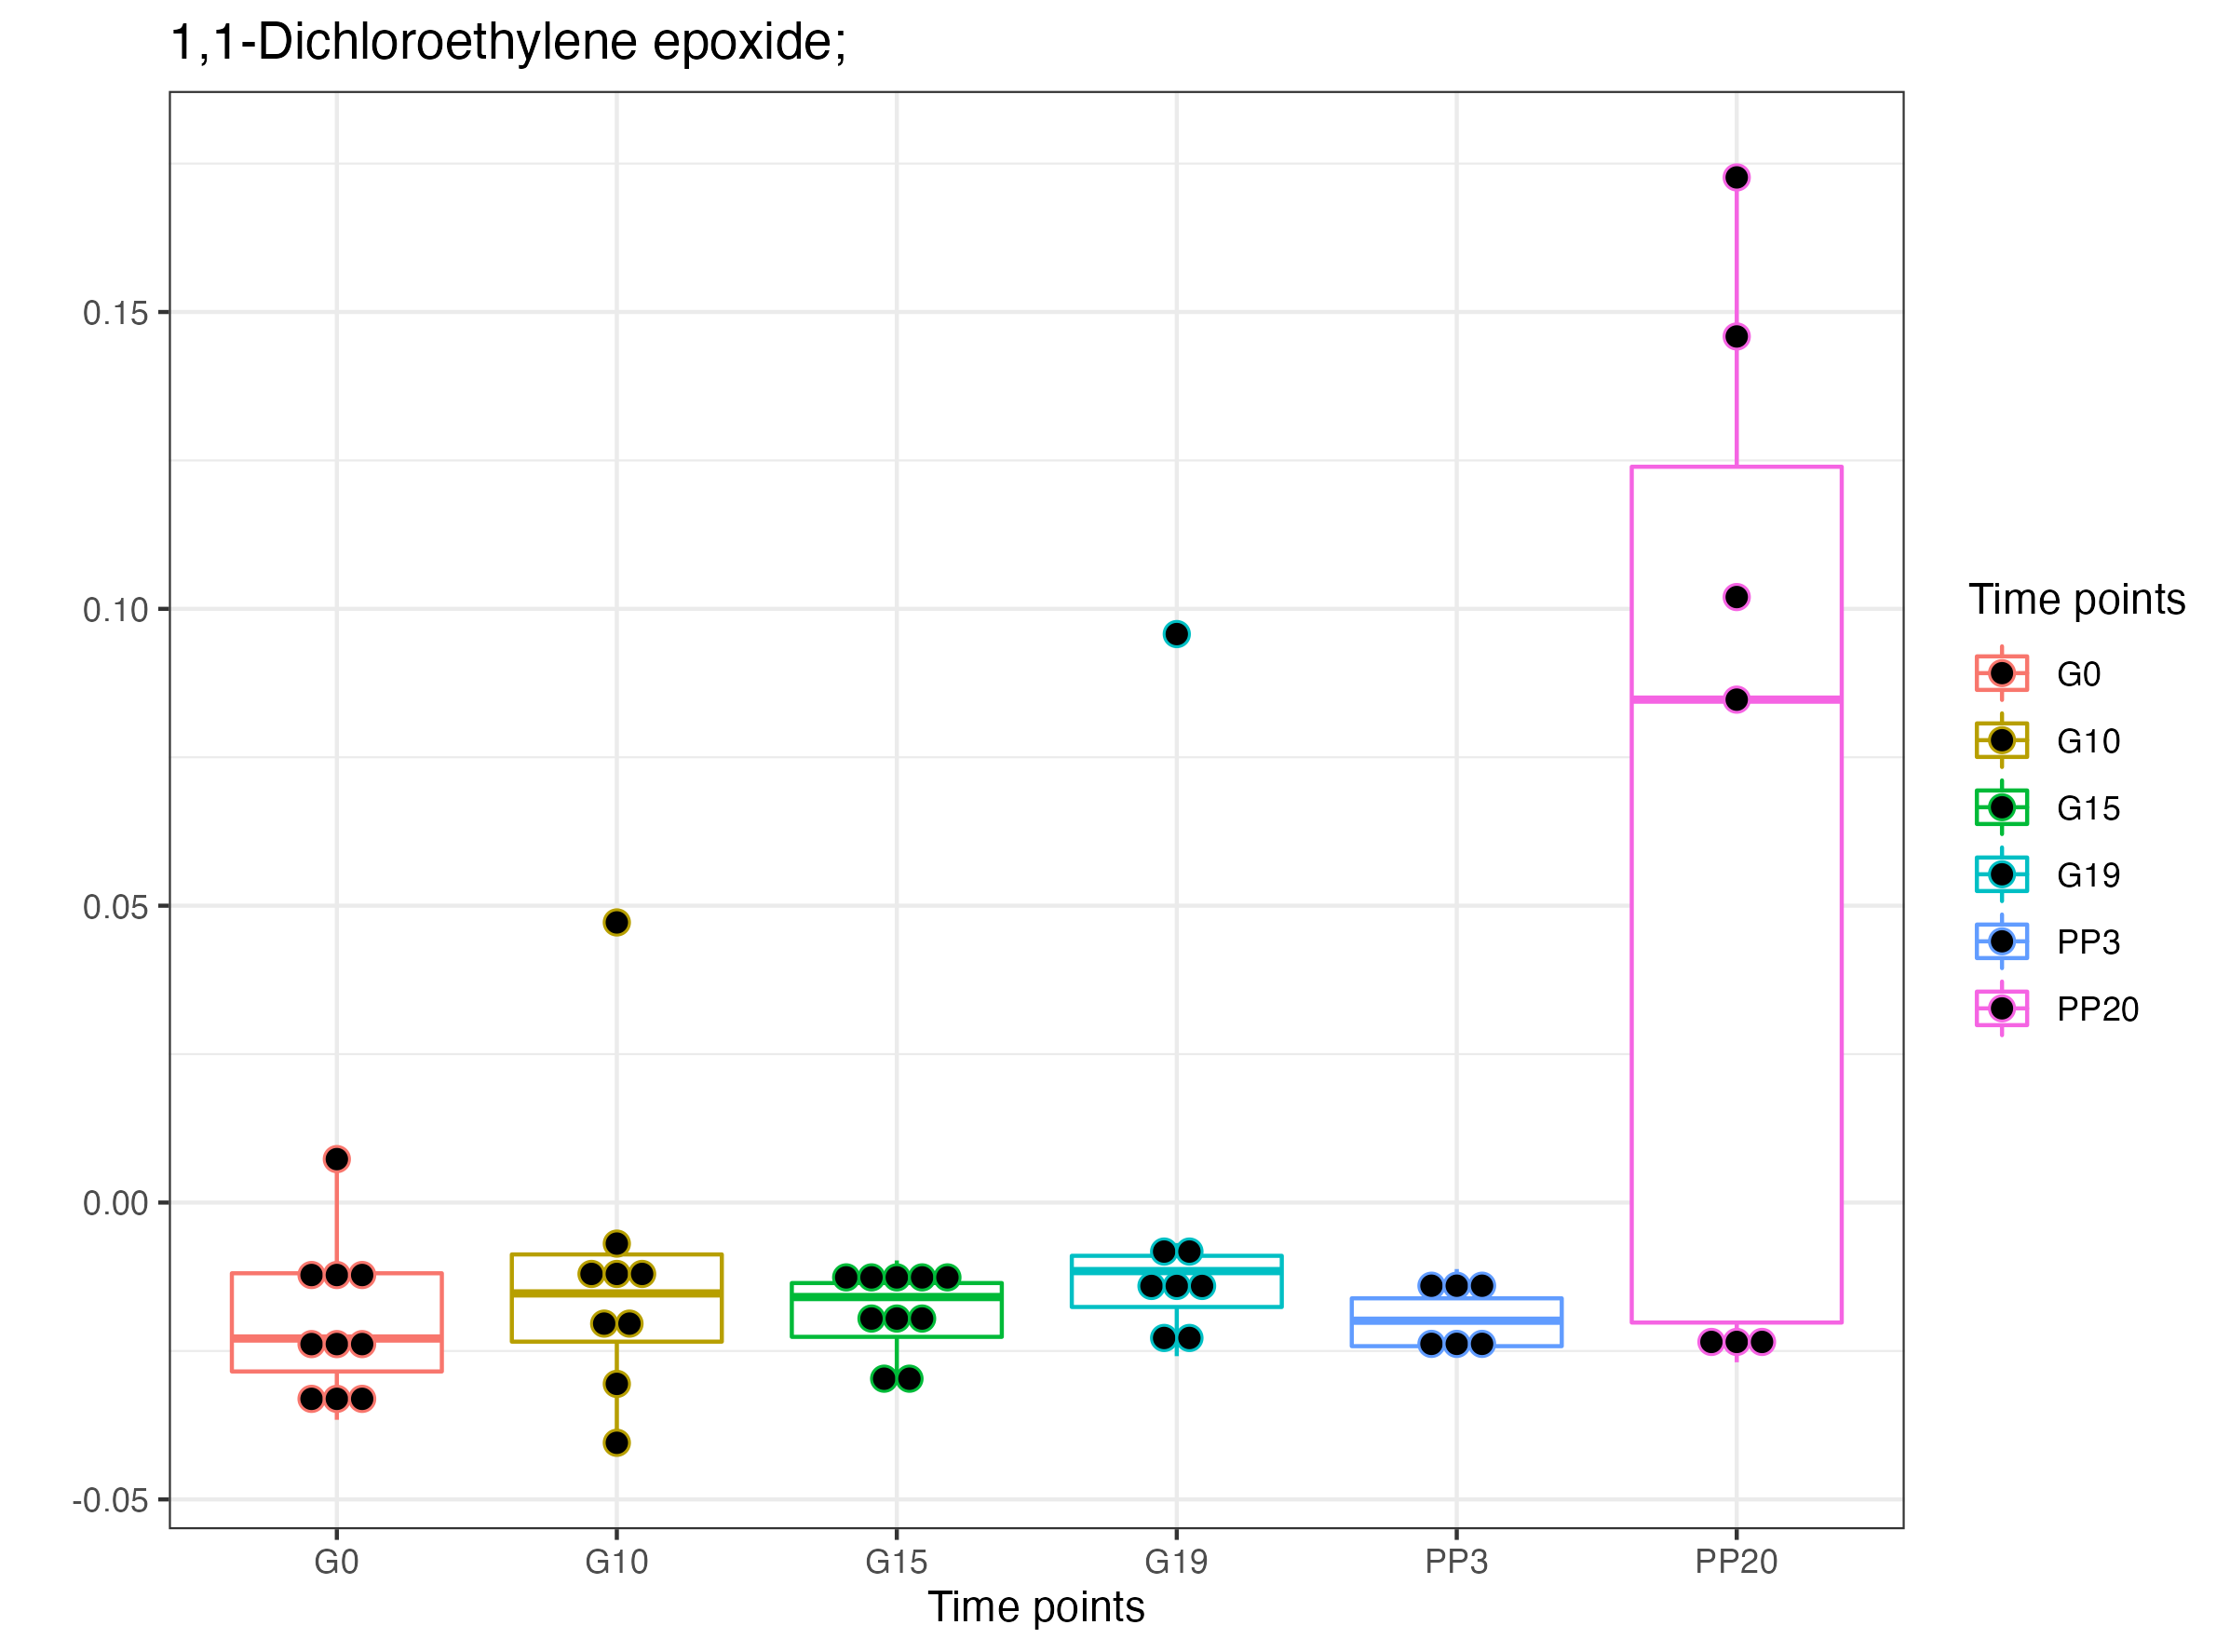 1,1-Dichloroethylene epoxide;
0.15
0.10
0.05
0.00
-0.05
G0 G10 G15 G19 PP3 PP20
Time points
Time points
G0
G10
G15
G19
PP3
PP20